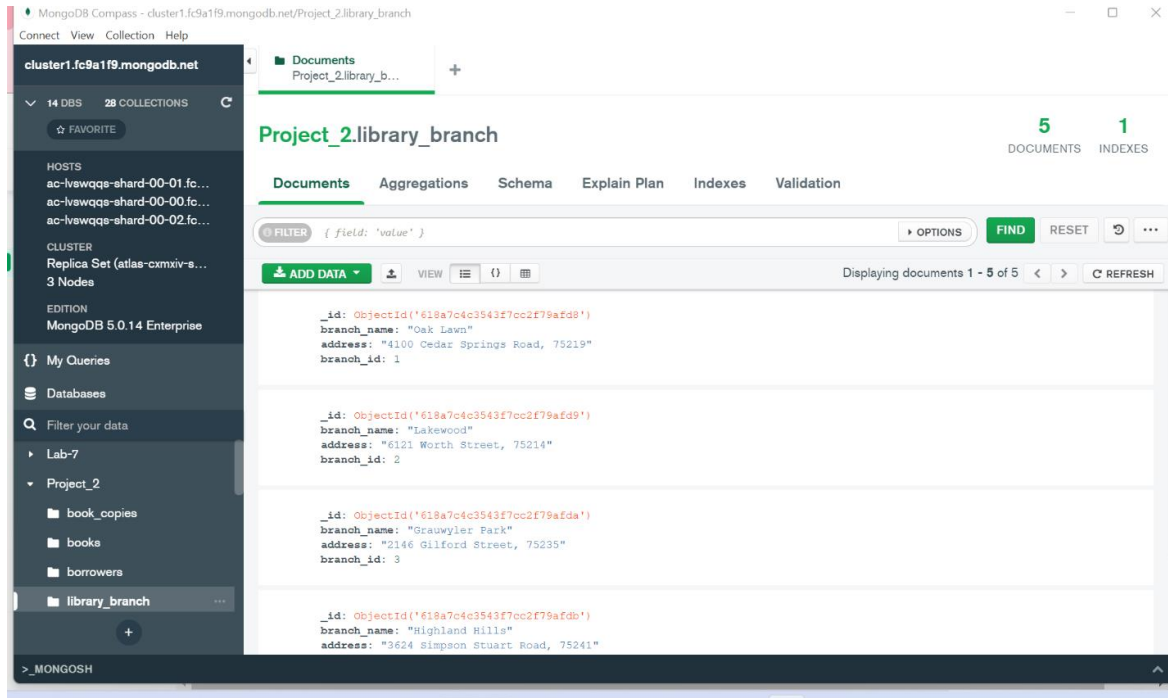 MongoDB Compass - cluster1.fc9a1f9.mongodb.net/Project_2.library_branch
Connect View Collection Help
cluster1.fc9a1f9.mongodb.net
14 DBS 28 COLLECTIONS
FAVORITE
HOSTS
ac-lvswqqs-shard-00-01.fc...
ac-lvswqqs-shard-00-00.fc...
ac-lvswqqs-shard-00-02.fc...
CLUSTER
Replica Set (atlas-cxmxiv-s...
3 Nodes
EDITION
MongoDB 5.0.14 Enterprise
{} My Queries
Databases
Filter your data
Lab-7
Project_2
book_copies
books
borrowers
library_branch ...
+
>_MONGOSH
Documents
Project_2.library_b...
+
Project_2.library_branch
5 DOCUMENTS
1 INDEXES
Documents Aggregations Schema Explain Plan Indexes Validation
FILTER { field: 'value' } OPTIONS FIND RESET ...
ADD DATA VIEW {} Displaying documents 1 - 5 of 5 < > REFRESH
_id: ObjectId('618a7c4c3543f7cc2f79afd8')
branch_name: "Oak Lawn"
address: "4100 Cedar Springs Road, 75219"
branch_id: 1
_id: ObjectId('618a7c4c3543f7cc2f79afd9')
branch_name: "Lakewood"
address: "6121 Worth Street, 75214"
branch_id: 2
_id: ObjectId('618a7c4c3543f7cc2f79afda')
branch_name: "Grauwyler Park"
address: "2146 Gilford Street, 75235"
branch_id: 3
_id: ObjectId('618a7c4c3543f7cc2f79afdb')
branch_name: "Highland Hills"
address: "3624 Simpson Stuart Road, 75241"